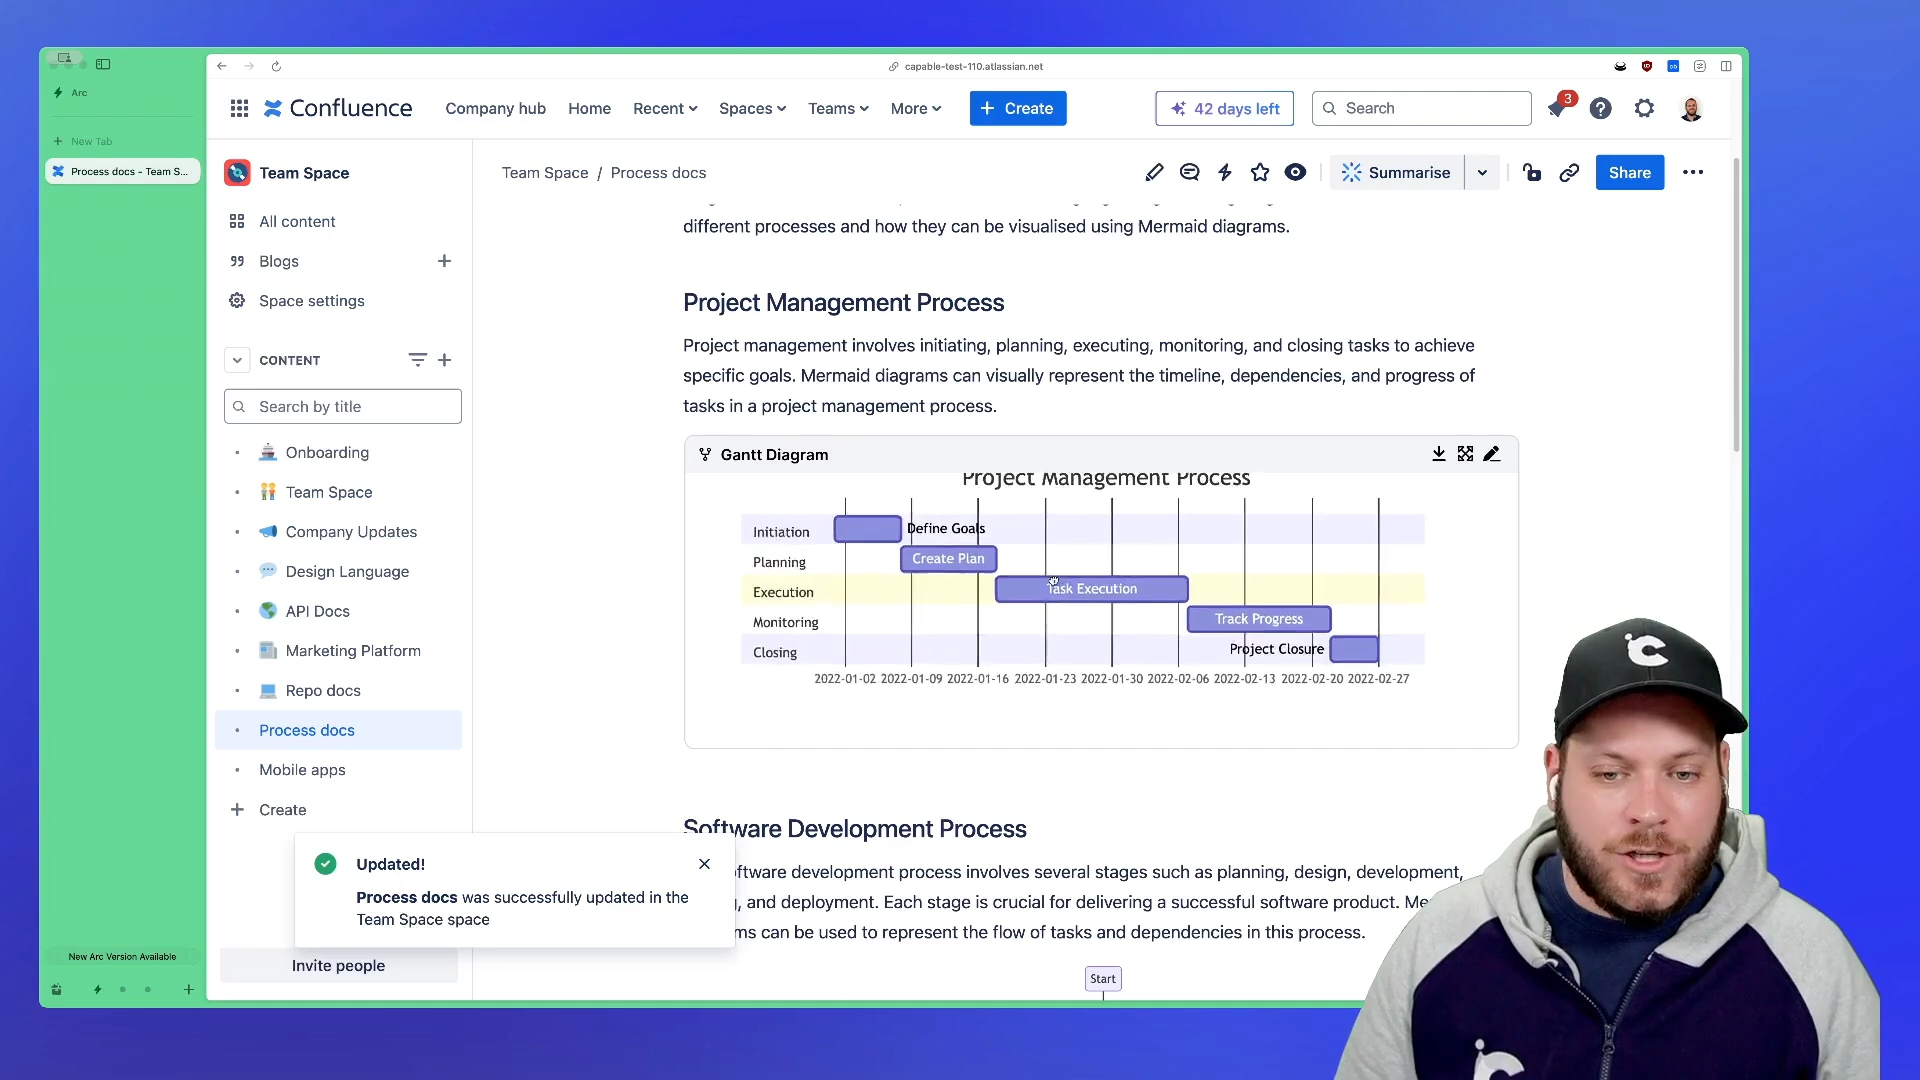 Arc
New Tab
Process docs - Team S...
New Arc Version Available
capable-test-110.atlassian.net
Confluence
Company hub
Home
Recent
Spaces
Teams
More
+ Create
42 days left
Search
3
Team Space
All content
Blogs
Space settings
CONTENT
Search by title
Onboarding
Team Space
Company Updates
Design Language
API Docs
Marketing Platform
Repo docs
Process docs
Mobile apps
Create
Updated!
Process docs was successfully updated in the
Team Space space
Invite people
Team Space / Process docs
Summarise
Share
different processes and how they can be visualised using Mermaid diagrams.
Project Management Process
Project management involves initiating, planning, executing, monitoring, and closing tasks to achieve
specific goals. Mermaid diagrams can visually represent the timeline, dependencies, and progress of
tasks in a project management process.
Gantt Diagram
Project Management Process
Initiation
Define Goals
Planning
Create Plan
Execution
Task Execution
Monitoring
Track Progress
Closing
Project Closure
2022-01-02 2022-01-09 2022-01-16 2022-01-23 2022-01-30 2022-02-06 2022-02-13 2022-02-20 2022-02-27
Software Development Process
oftware development process involves several stages such as planning, design, development,
, and deployment. Each stage is crucial for delivering a successful software product. Me
ms can be used to represent the flow of tasks and dependencies in this process.
Start